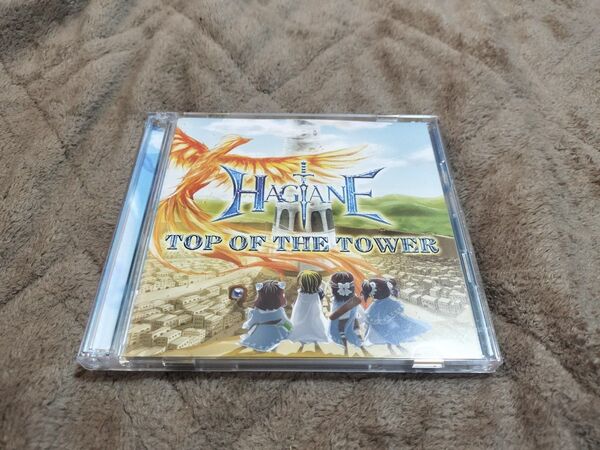 HAGANE
TOP OF THE TOWER